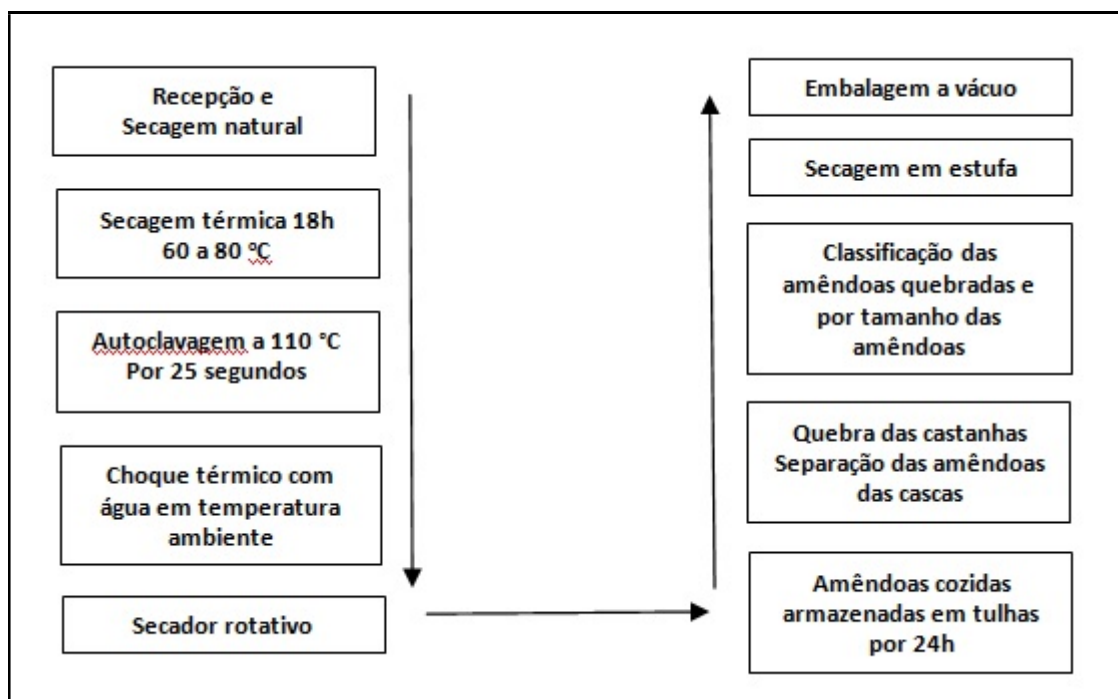 Recepção e
Secagem natural
Secagem térmica 18h
60 a 80 °C
Autoclavagem a 110 °C
Por 25 segundos
Choque térmico com
água em temperatura
ambiente
Secador rotativo
Amêndoas cozidas
armazenadas em tulhas
por 24h
Quebra das castanhas
Separação das amêndoas
das cascas
Classificação das
amêndoas quebradas e
por tamanho das
amêndoas
Secagem em estufa
Embalagem a vácuo